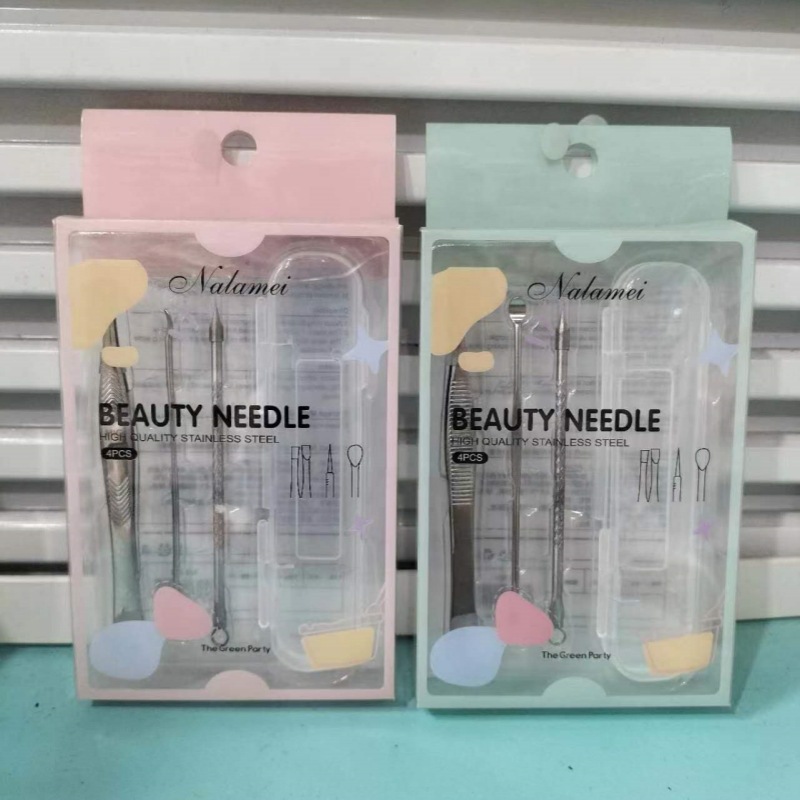 Nalamei
BEAUTY NEEDLE
HIGH QUALITY STAINLESS STEEL
4PCS
The Green Party
Nalamei
BEAUTY NEEDLE
HIGH QUALITY STAINLESS STEEL
4PCS
The Green Party